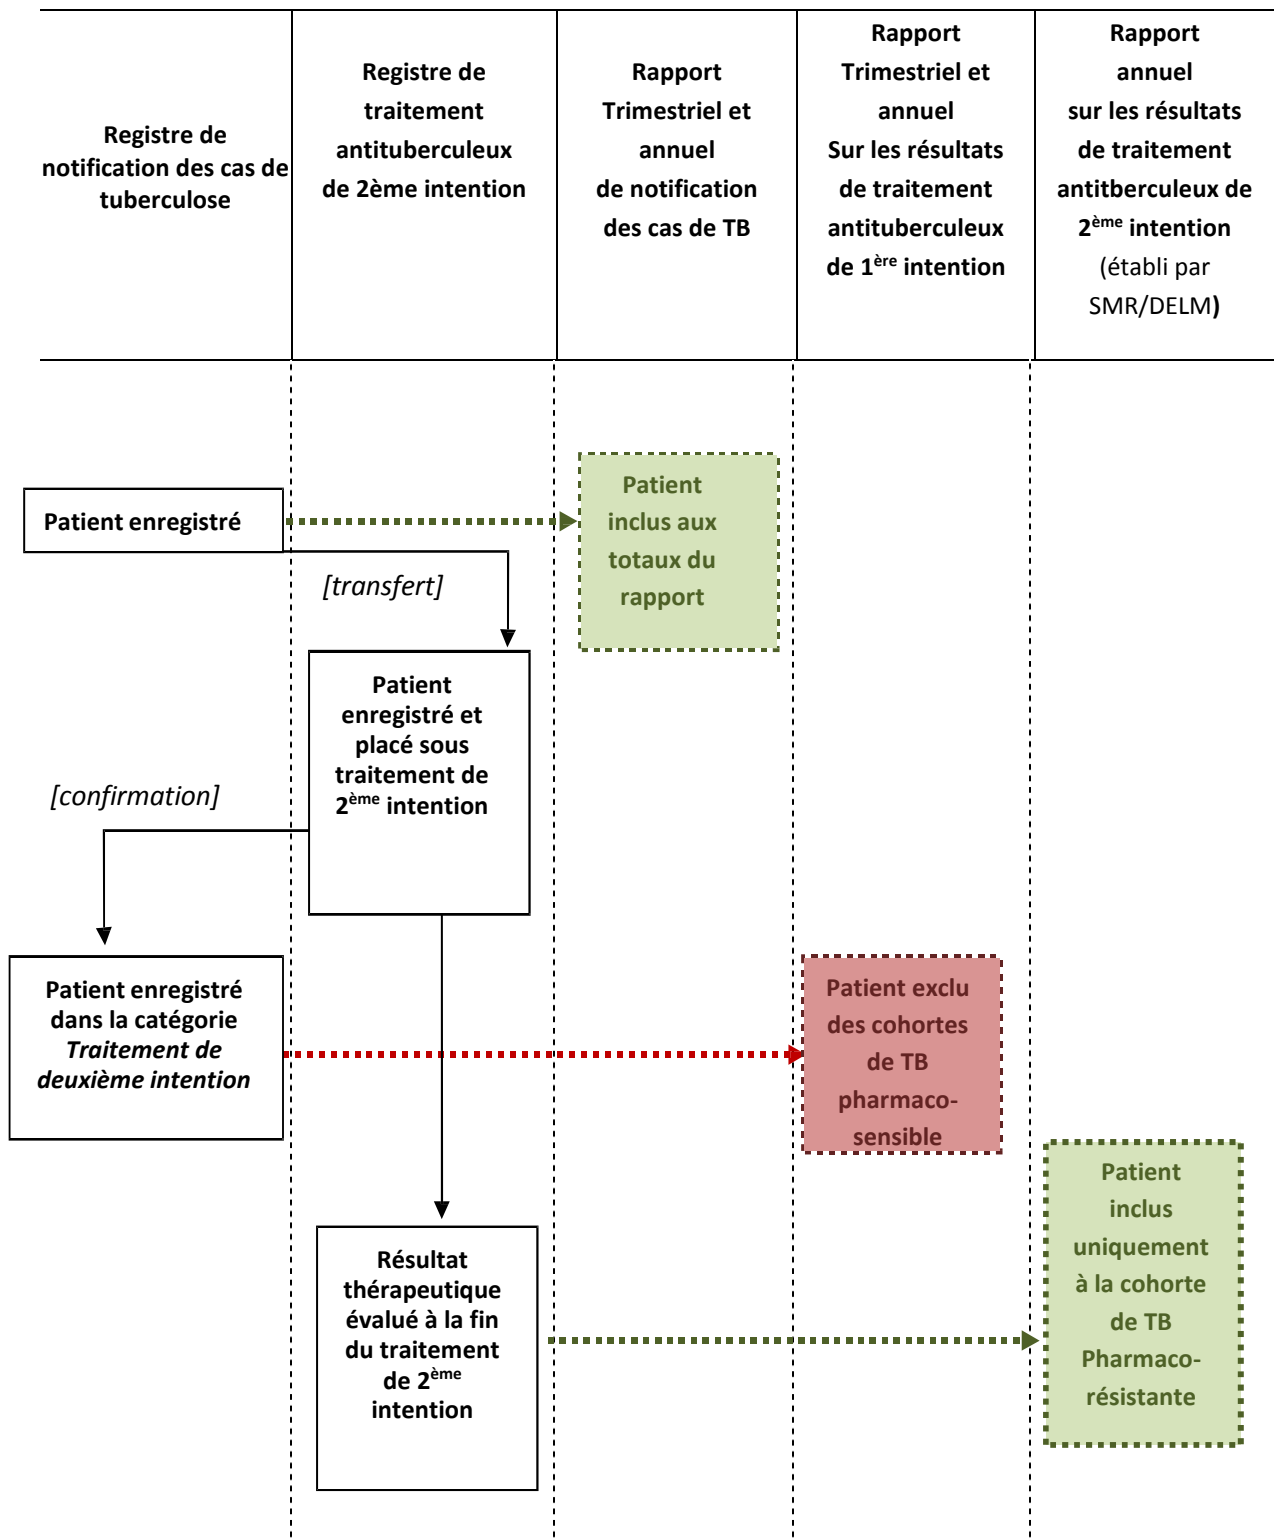 Registre de
notification des cas de
tuberculose
Registre de
traitement
antituberculeux
de 2ème intention
Rapport
Trimestriel et
annuel
de notification
des cas de TB
Rapport
Trimestriel et
annuel
Sur les résultats
de traitement
antituberculeux
de 1ère intention
Rapport
annuel
sur les résultats
de traitement
antitberculeux de
2ème intention
(établi par
SMR/DELM)
Patient enregistré
Patient
inclus aux
totaux du
rapport
[transfert]
Patient
enregistré et
placé sous
traitement de
2ème intention
[confirmation]
Patient enregistré
dans la catégorie
Traitement de
deuxième intention
Patient exclu
des cohortes
de TB
pharmaco-
sensible
Résultat
thérapeutique
évalué à la fin
du traitement
de 2ème
intention
Patient
inclus
uniquement
à la cohorte
de TB
Pharmaco-
résistante